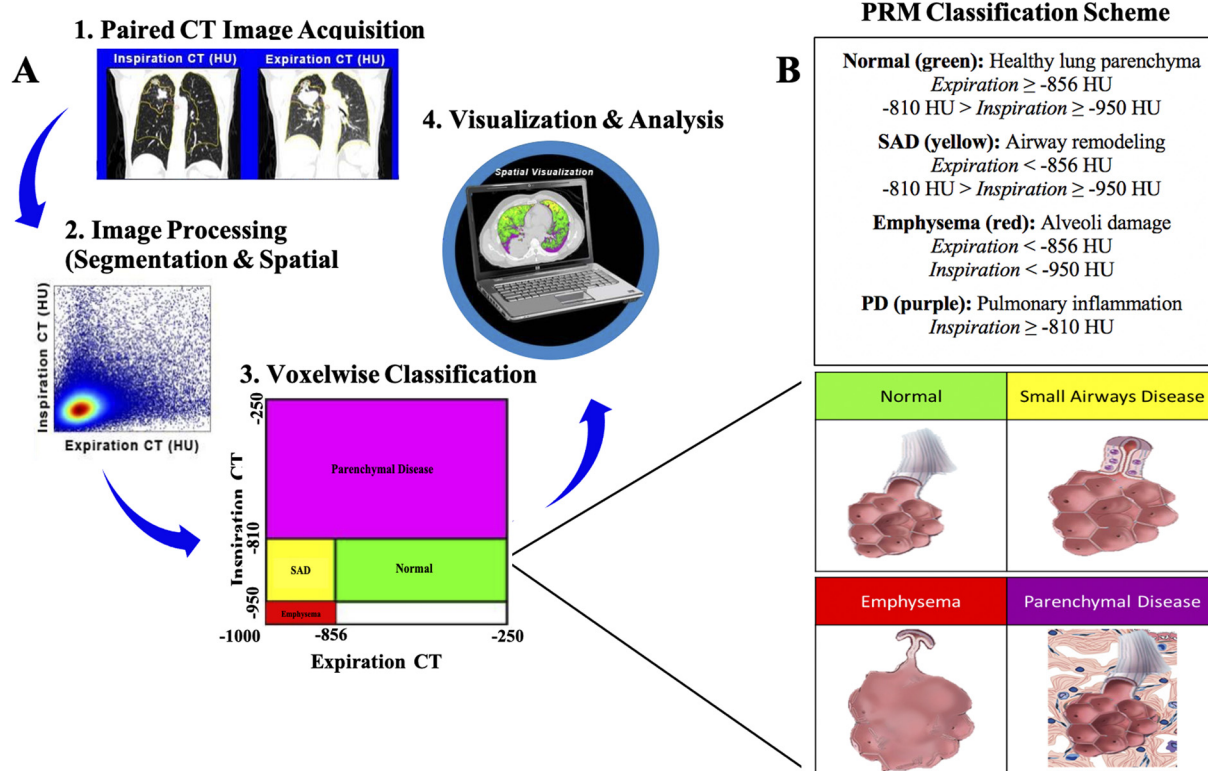 1. Paired CT Image Acquisition
A
Inspiration CT (HU)
Expiration CT (HU)
4. Visualization & Analysis
Spatial Visualization
2. Image Processing
(Segmentation & Spatial
Inspiration CT (HU)
Expiration CT (HU)
3. Voxelwise Classification
Inspiration CT
-250
-810
-950
Parenchymal Disease
SAD
Normal
Emphysema
-1000
-856
-250
Expiration CT
PRM Classification Scheme
B
Normal (green): Healthy lung parenchyma
Expiration ≥ -856 HU
-810 HU > Inspiration ≥ -950 HU
SAD (yellow): Airway remodeling
Expiration < -856 HU
-810 HU > Inspiration ≥ -950 HU
Emphysema (red): Alveoli damage
Expiration < -856 HU
Inspiration < -950 HU
PD (purple): Pulmonary inflammation
Inspiration ≥ -810 HU
Normal
Small Airways Disease
Emphysema
Parenchymal Disease